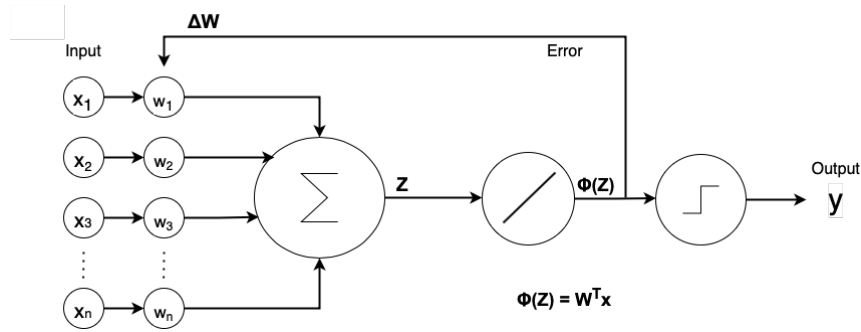 ΔW
Input
Error
x₁ w₁
x₂ w₂
Output
Z Φ(Z)
y
∑
x₃ w₃
xₙ wₙ
Φ(Z) = Wᵀx